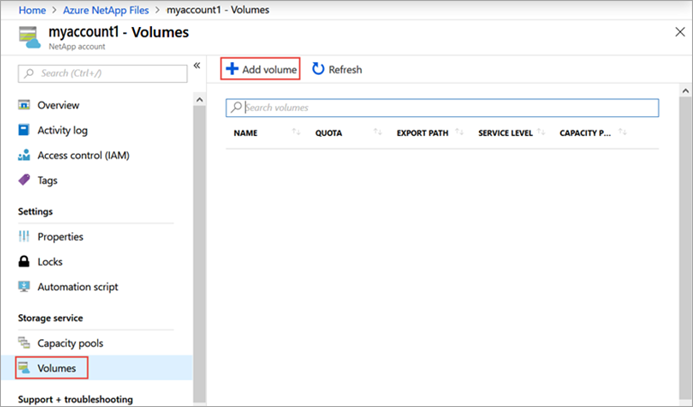 Home > Azure NetApp Files > myaccount1 - Volumes
myaccount1 - Volumes
NetApp account
Search (Ctrl+/)
Overview
Activity log
Access control (IAM)
Tags
Settings
Properties
Locks
Automation script
Storage service
Capacity pools
Volumes
Support + troubleshooting
Add volume Refresh
Search volumes
NAME QUOTA EXPORT PATH SERVICE LEVEL CAPACITY P...